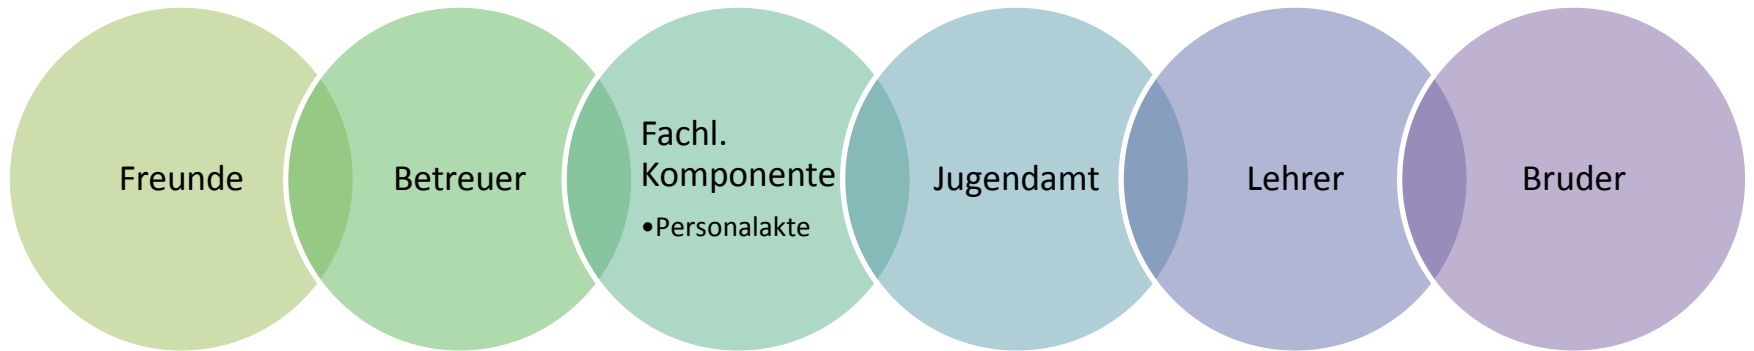 Freunde
Betreuer
Fachl.
Komponente
•Personalakte
Jugendamt
Lehrer
Bruder